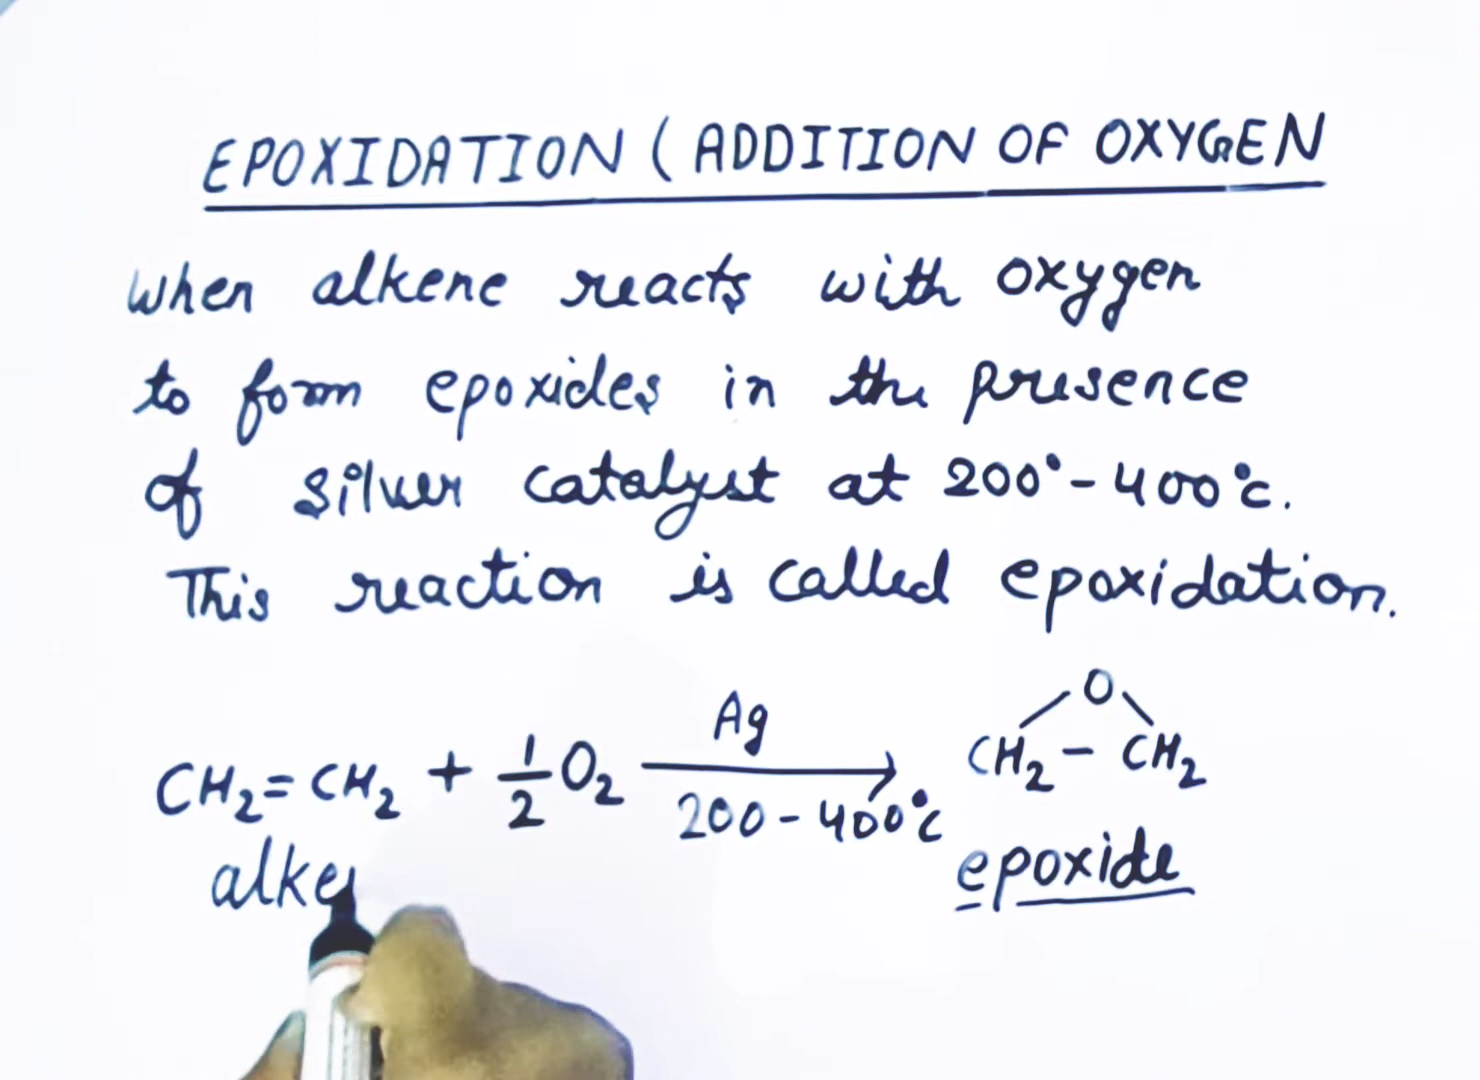 EPOXIDATION ( ADDITION OF OXYGEN
when alkene reacts with oxygen
to form epoxides in the presence
of silver catalyst at 200°-400°c.
This reaction is called epoxidation.
O
Ag
CH₂=CH₂ + 1/2 O₂ → CH₂ - CH₂
200-400°c
alke epoxide